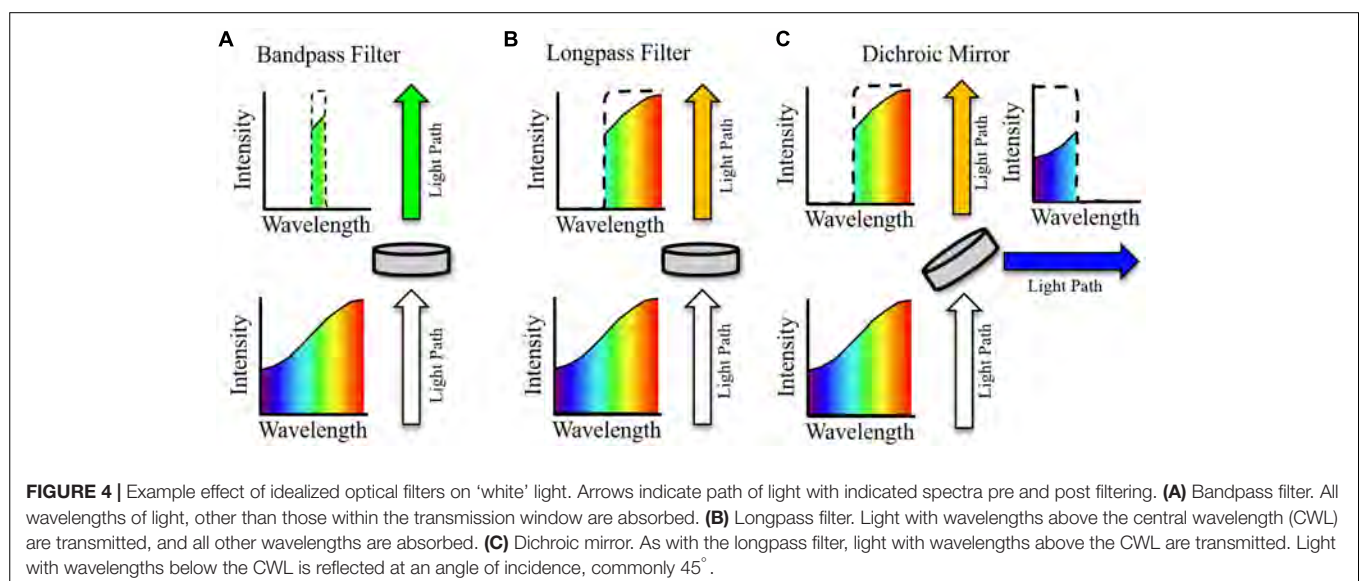 A
Bandpass Filter
Intensity
Wavelength
Light Path
Intensity
Wavelength
Light Path
B
Longpass Filter
Intensity
Wavelength
Light Path
Intensity
Wavelength
Light Path
C
Dichroic Mirror
Intensity
Wavelength
Light Path
Intensity
Wavelength
Light Path
Intensity
Wavelength
Light Path
FIGURE 4 | Example effect of idealized optical filters on ‘white’ light. Arrows indicate path of light with indicated spectra pre and post filtering. (A) Bandpass filter. All
wavelengths of light, other than those within the transmission window are absorbed. (B) Longpass filter. Light with wavelengths above the central wavelength (CWL)
are transmitted, and all other wavelengths are absorbed. (C) Dichroic mirror. As with the longpass filter, light with wavelengths above the CWL are transmitted. Light
with wavelengths below the CWL is reflected at an angle of incidence, commonly 45°.